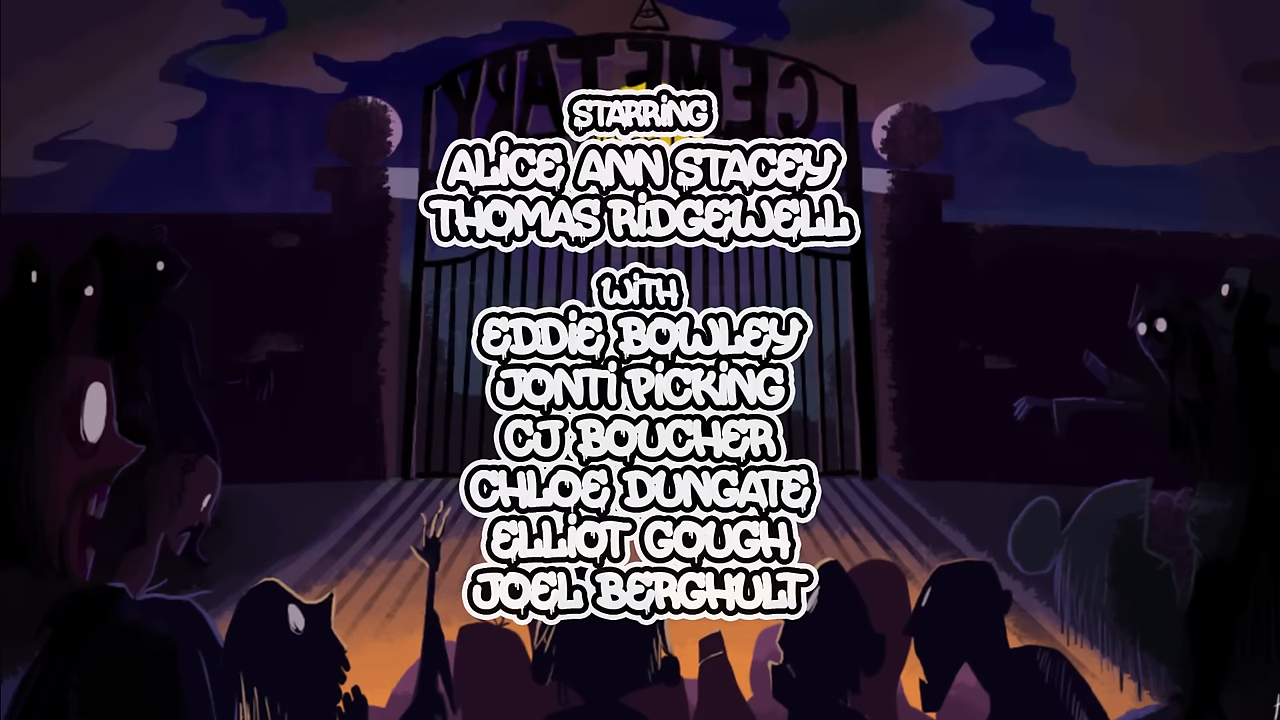 CEMETARY
STARRiNG
ALiCE ANN STACEY
THOMAS RiDGEWELL
WiTH
EDDiE BOWLEY
JONTi PiCKiNG
CJ BOUCHER
CHLOE DUNGATE
ELLiOT GOUGH
JOEL BERGHULT